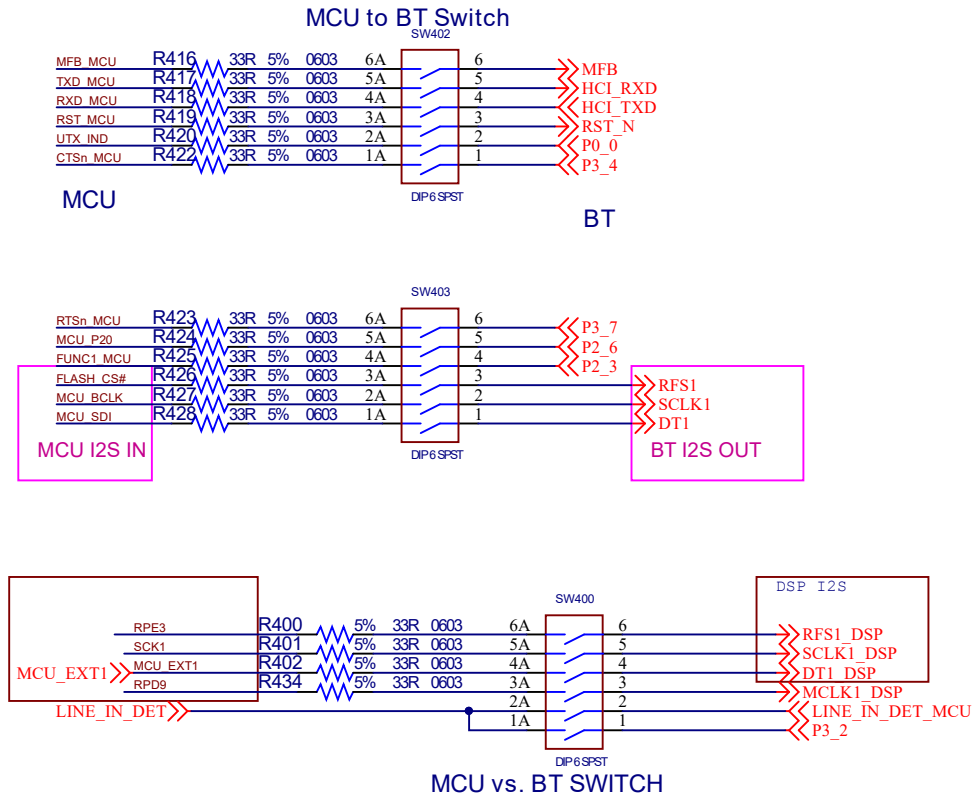 MCU to BT Switch
SW402
MFB_MCU R416 33R 5% 0603 6A 6 MFB
TXD_MCU R417 33R 5% 0603 5A 5 HCI_RXD
RXD_MCU R418 33R 5% 0603 4A 4 HCI_TXD
RST_MCU R419 33R 5% 0603 3A 3 RST_N
UTX_IND R420 33R 5% 0603 2A 2 P0_0
CTSn_MCU R422 33R 5% 0603 1A 1 P3_4
DIP6 SPST
MCU
BT
SW403
RTSn_MCU R423 33R 5% 0603 6A 6 P3_7
MCU_P20 R424 33R 5% 0603 5A 5 P2_6
FUNC1_MCU R425 33R 5% 0603 4A 4 P2_3
FLASH_CS# R426 33R 5% 0603 3A 3 RFS1
MCU_BCLK R427 33R 5% 0603 2A 2 SCLK1
MCU_SDI R428 33R 5% 0603 1A 1 DT1
MCU I2S IN
BT I2S OUT
DIP6 SPST
DSP I2S
SW400
RPE3 R400 5% 33R 0603 6A 6 RFS1_DSP
SCK1 R401 5% 33R 0603 5A 5 SCLK1_DSP
MCU_EXT1 MCU_EXT1 R402 5% 33R 0603 4A 4 DT1_DSP
RPD9 R434 5% 33R 0603 3A 3 MCLK1_DSP
LINE_IN_DET 2A 2 LINE_IN_DET_MCU
1A 1 P3_2
DIP6 SPST
MCU vs. BT SWITCH